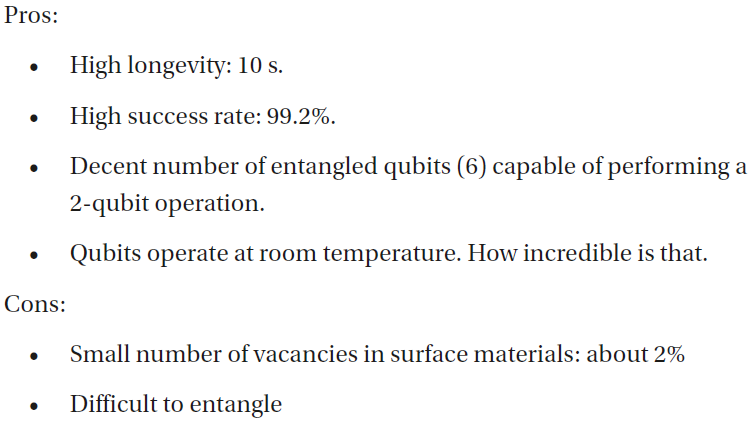 Pros:
• High longevity: 10 s.
• High success rate: 99.2%.
• Decent number of entangled qubits (6) capable of performing a
2-qubit operation.
• Qubits operate at room temperature. How incredible is that.
Cons:
• Small number of vacancies in surface materials: about 2%
• Difficult to entangle